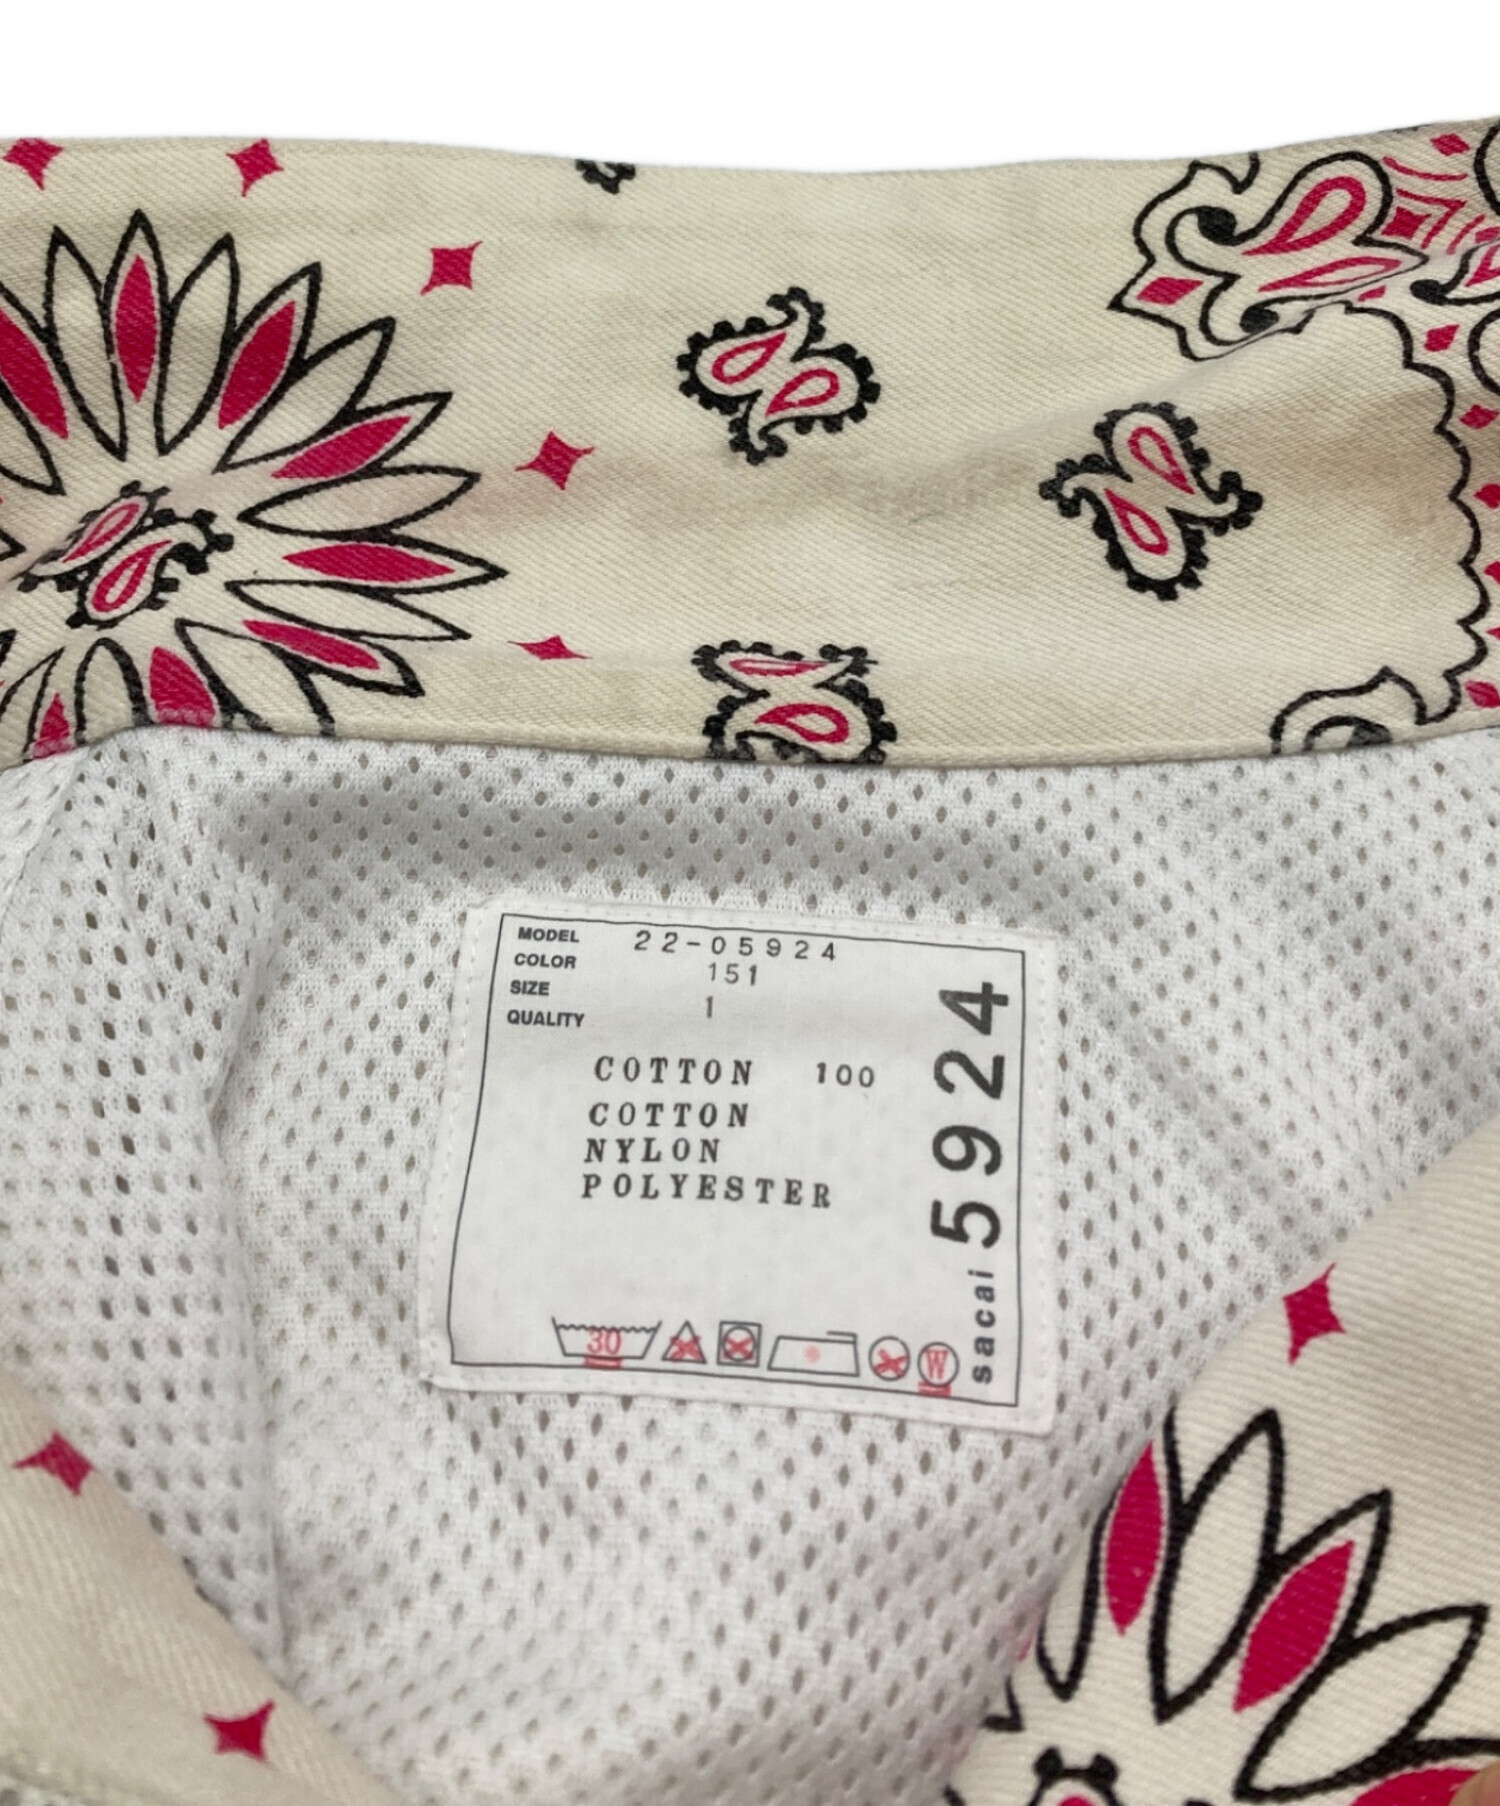 MODEL 22-05924
COLOR 151
SIZE 1
QUALITY
COTTON 100
COTTON
NYLON
POLYESTER
30
W
sacai 5924